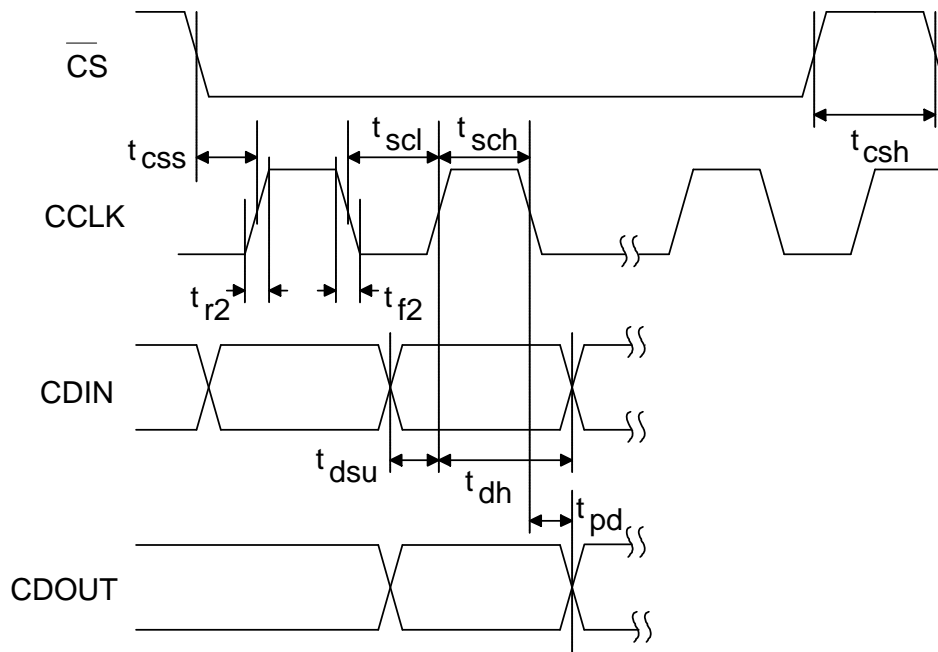 CS
t css
t scl
t sch
t csh
CCLK
t r2
t f2
CDIN
t dsu
t dh
t pd
CDOUT